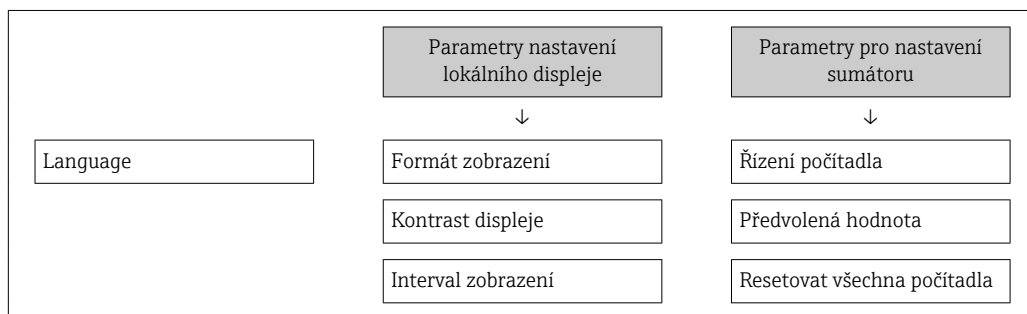 Parametry nastavení
lokálního displeje
Parametry pro nastavení
sumátoru
↓
↓
Language
Formát zobrazení
Řízení počítadla
Kontrast displeje
Předvolená hodnota
Interval zobrazení
Resetovat všechna počítadla